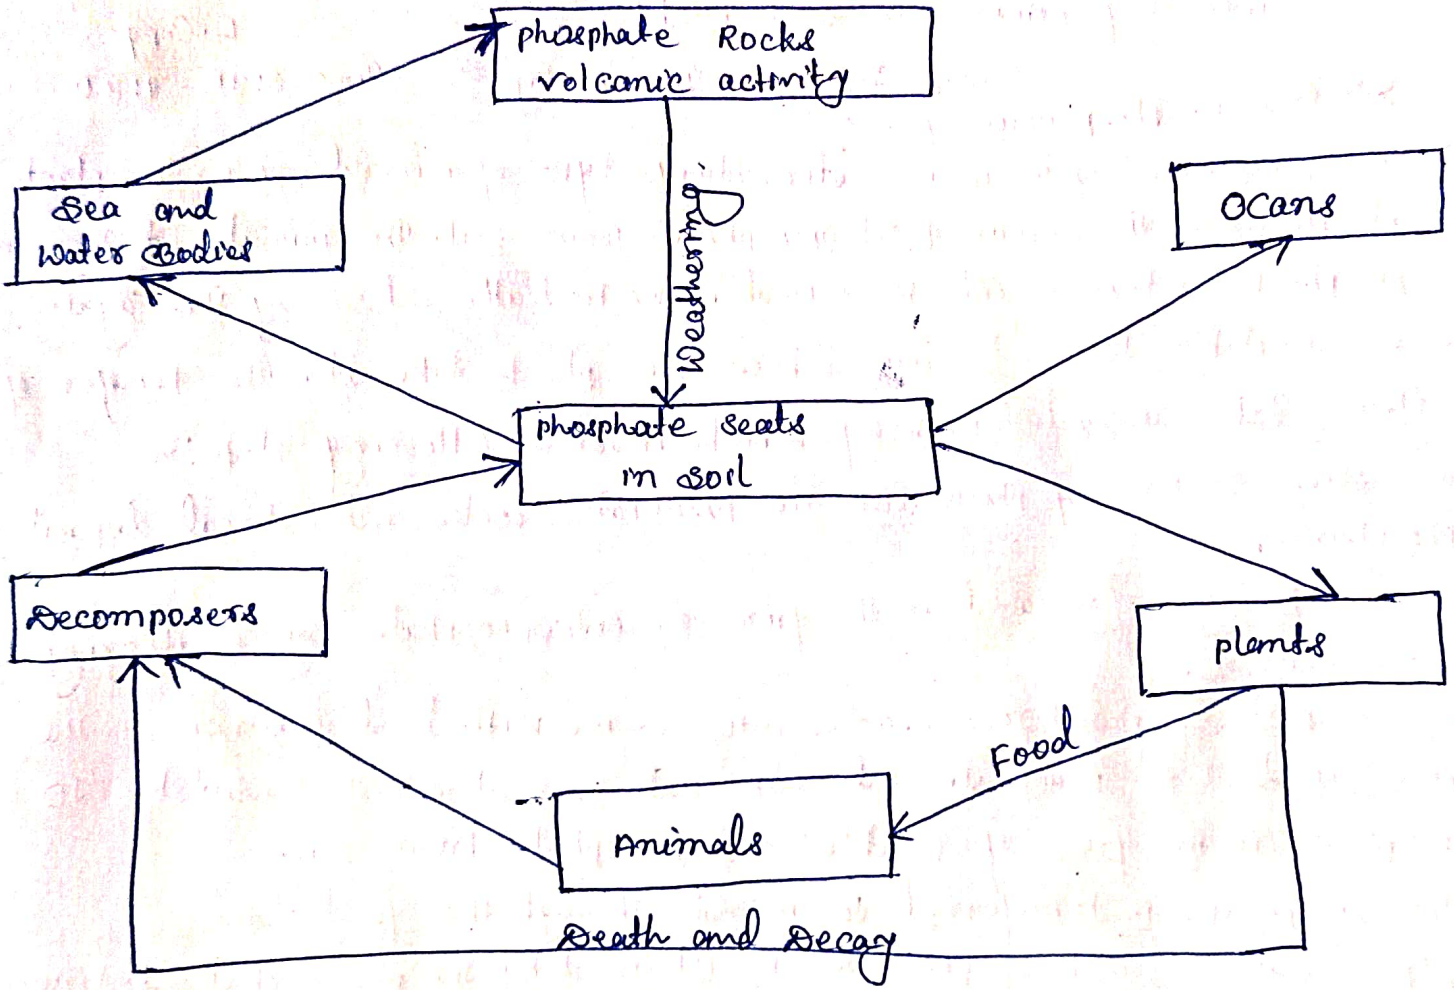 phosphate Rocks
volcanic activity
Sea and
Water Bodies
Ocans
Weathering
phosphate seats
in soil
Decomposers
plants
Food
Animals
Death and Decay